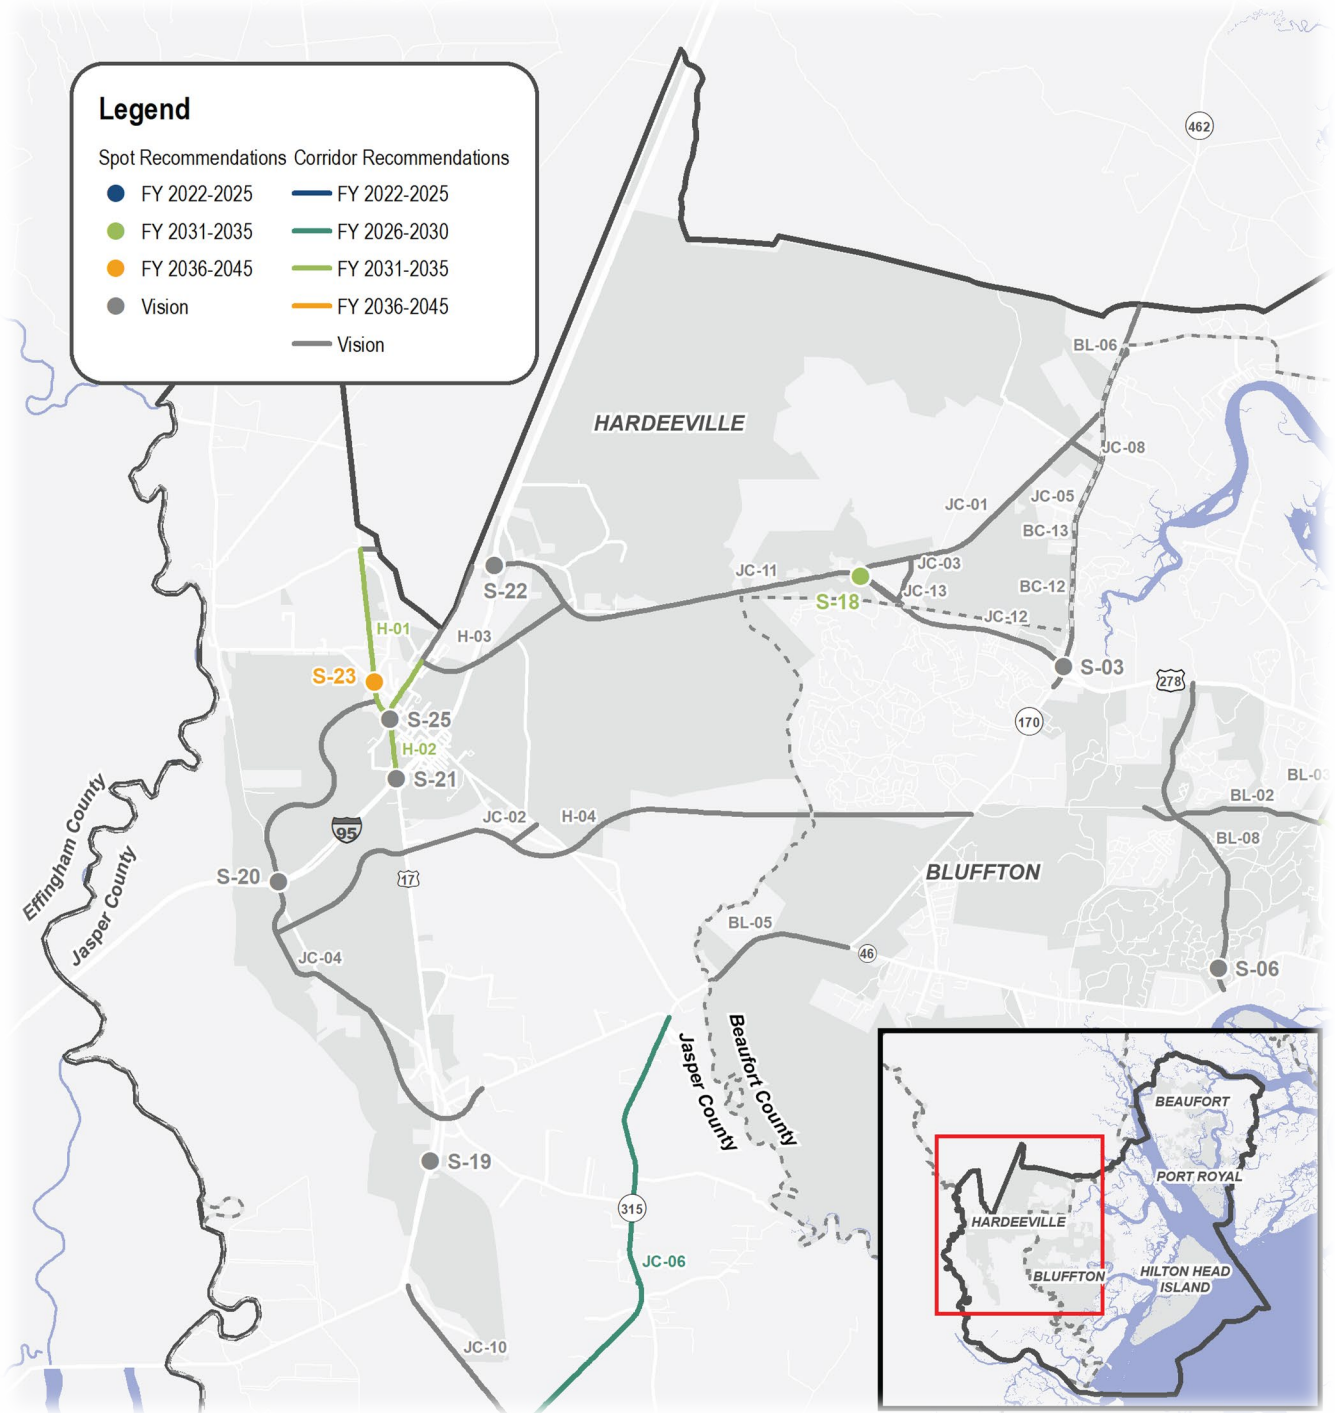 Legend
Spot Recommendations
FY 2022-2025
FY 2031-2035
FY 2036-2045
Vision
Corridor Recommendations
FY 2022-2025
FY 2026-2030
FY 2031-2035
FY 2036-2045
Vision
462
BL-06
HARDEEVILLE
JC-08
JC-05
JC-01
BC-13
JC-03
JC-11
S-22
BC-12
JC-13
S-18
JC-12
H-01
H-03
S-03
S-23
278
S-25
170
H-02
S-21
BL-03
BL-02
JC-02
H-04
95
BL-08
Effingham County
Jasper County
S-20
17
BLUFFTON
BL-05
46
JC-04
S-06
Jasper County
Beaufort County
S-19
315
JC-06
JC-10
BEAUFORT
PORT ROYAL
HARDEEVILLE
BLUFFTON
HILTON HEAD
ISLAND